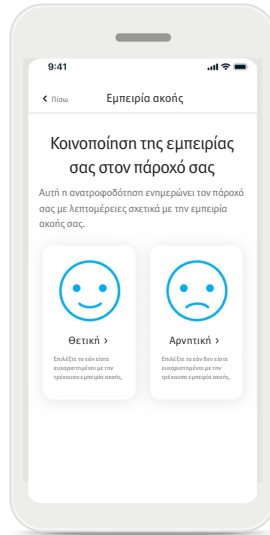 9:41
Πίσω Εμπειρία ακοής
Κοινοποίηση της εμπειρίας
σας στον πάροχό σας
Αυτή η ανατροφοδότηση ενημερώνει τον πάροχό
σας με λεπτομέρειες σχετικά με την εμπειρία
ακοής σας.
Θετική
Επιλέξτε το εάν είστε
ευχαριστημένοι με την
τρέχουσα εμπειρία ακοής.
Αρνητική
Επιλέξτε το εάν δεν είστε
ευχαριστημένοι με την
τρέχουσα εμπειρία ακοής.